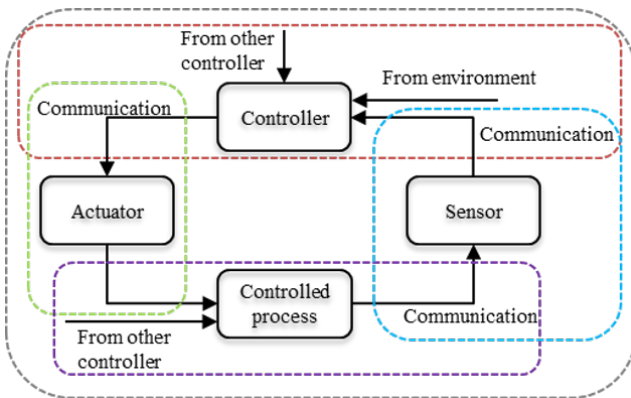 From other
controller
From environment
Communication
Controller
Communication
Actuator
Sensor
Controlled
process
Communication
From other
controller